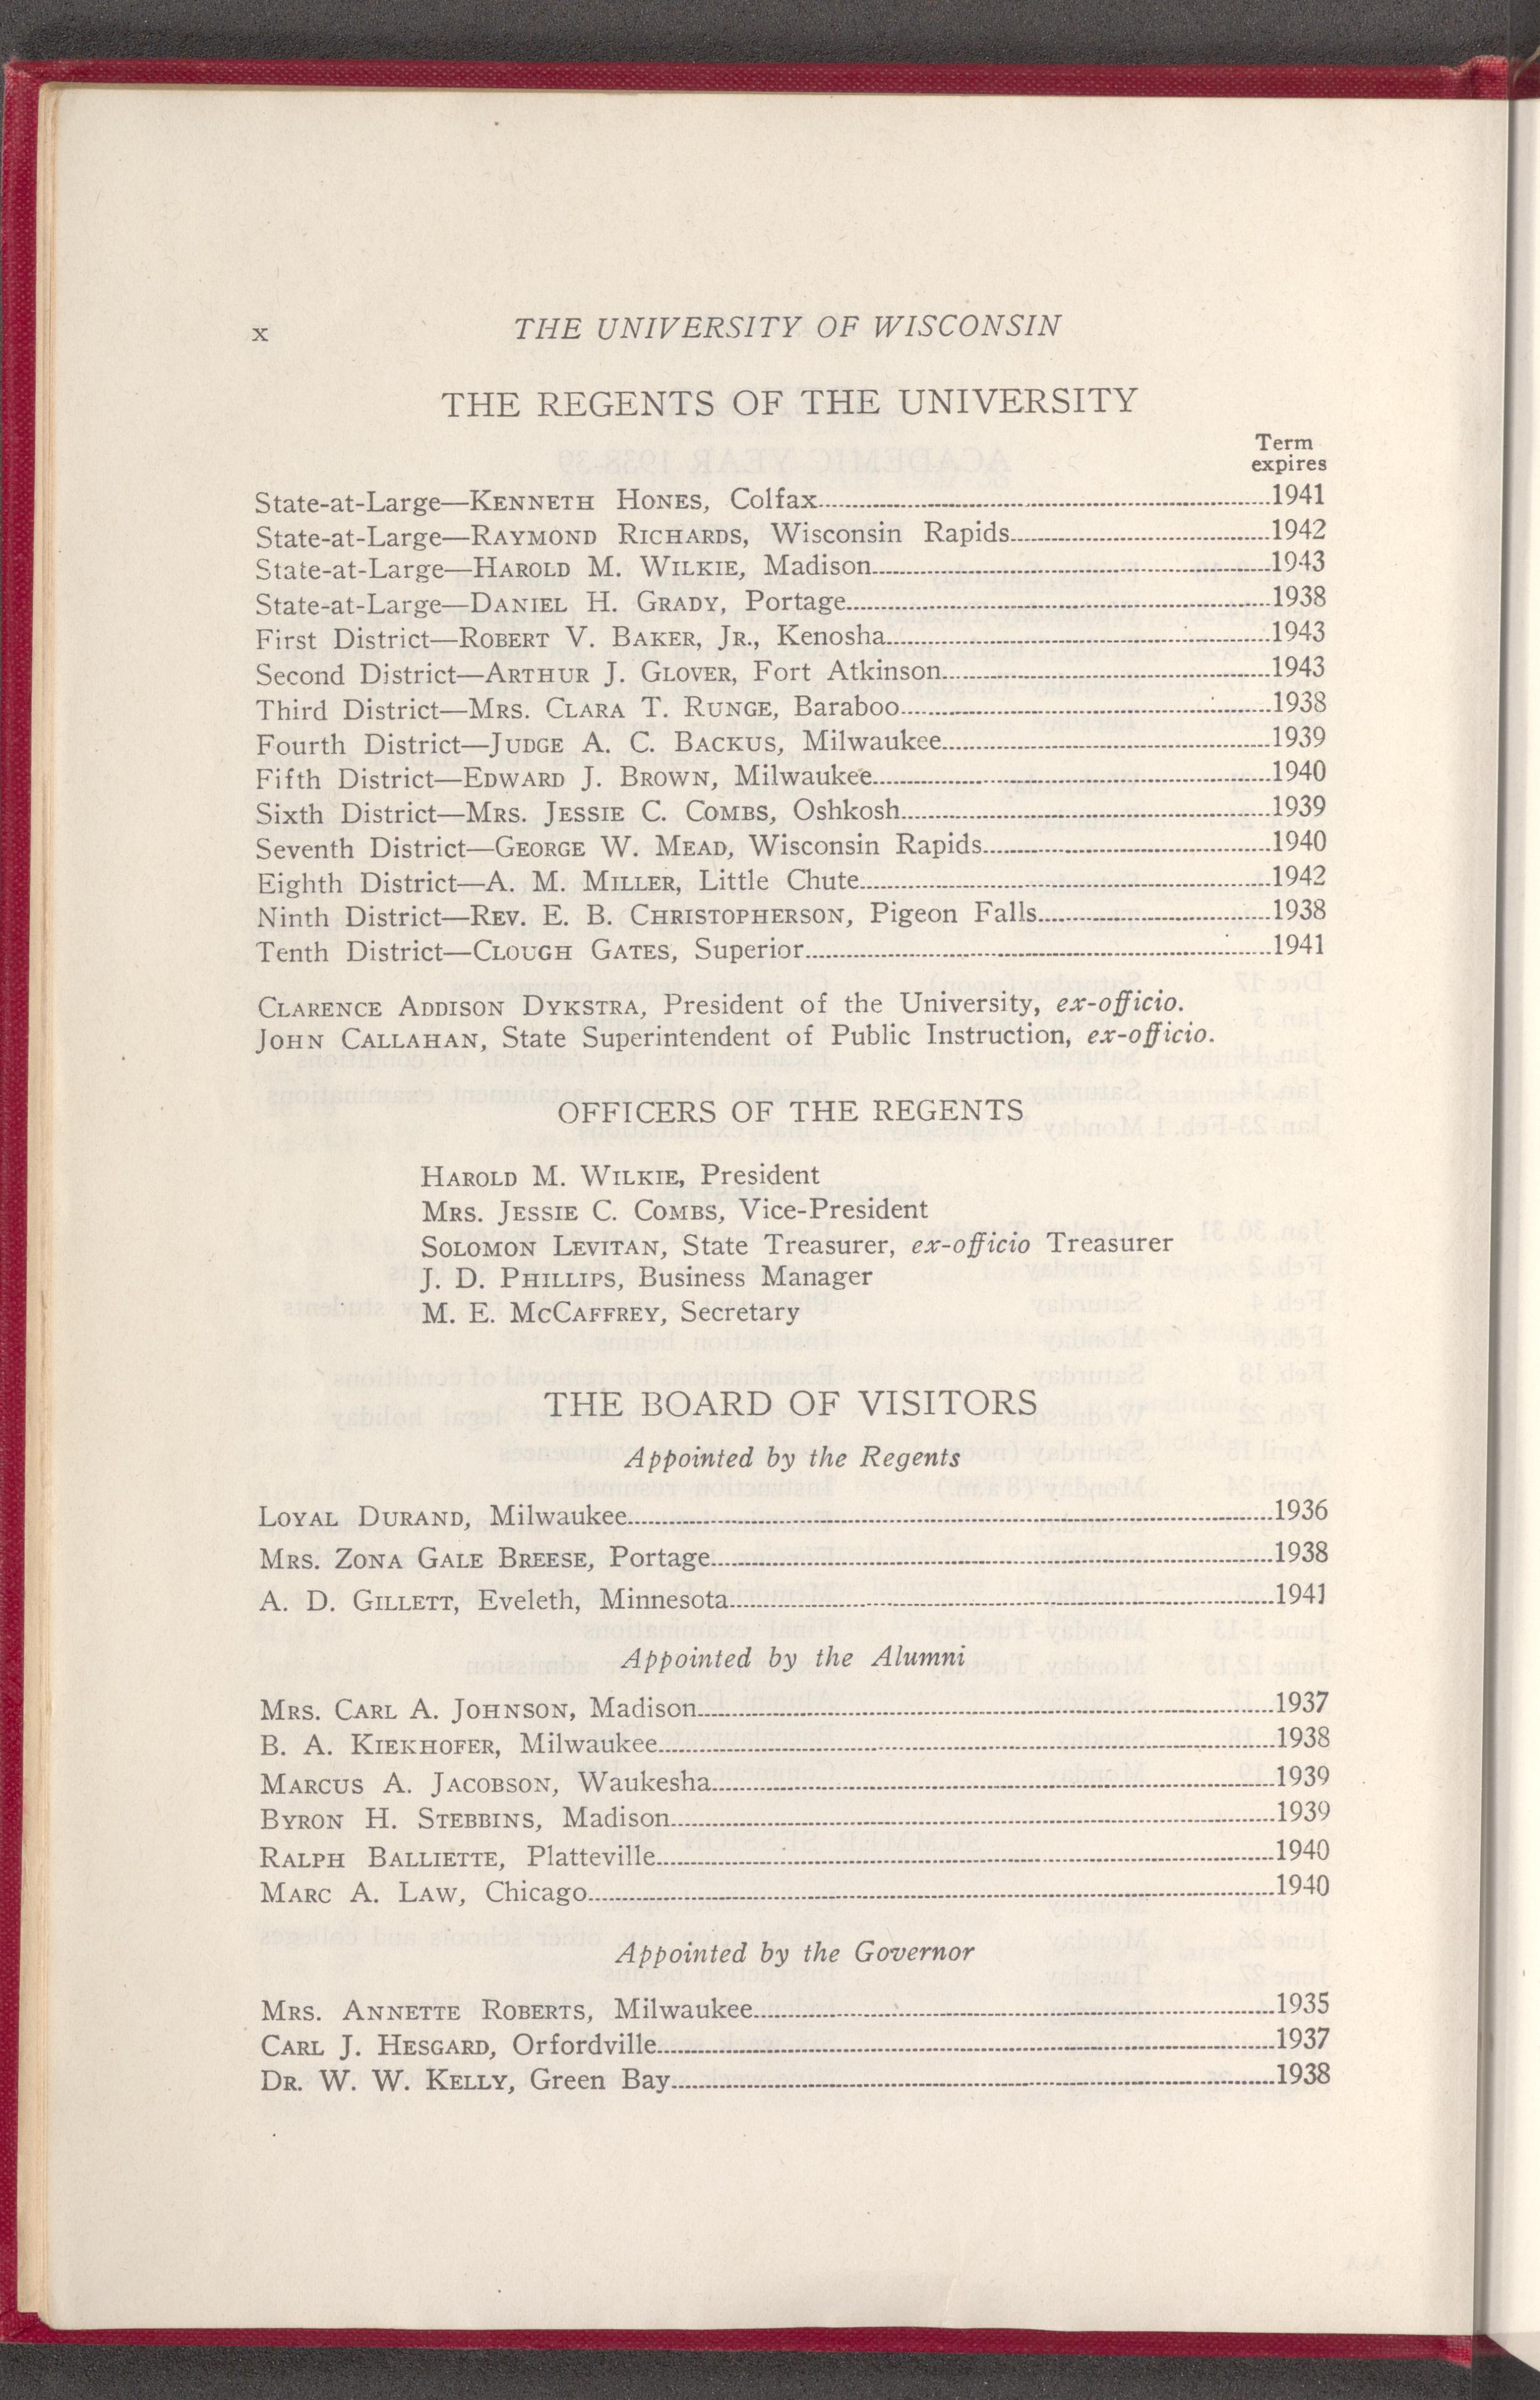 x THE UNIVERSITY OF WISCONSIN
THE REGENTS OF THE UNIVERSITY
Term
expires
State-at-Large—KENNETH HONES, Colfax....................1941
State-at-Large—RAYMOND RICHARDS, Wisconsin Rapids....................1942
State-at-Large—HAROLD M. WILKIE, Madison....................1943
State-at-Large—DANIEL H. GRADY, Portage....................1938
First District—ROBERT V. BAKER, JR., Kenosha....................1943
Second District—ARTHUR J. GLOVER, Fort Atkinson....................1943
Third District—MRS. CLARA T. RUNGE, Baraboo....................1938
Fourth District—JUDGE A. C. BACKUS, Milwaukee....................1939
Fifth District—EDWARD J. BROWN, Milwaukee....................1940
Sixth District—MRS. JESSIE C. COMBS, Oshkosh....................1939
Seventh District—GEORGE W. MEAD, Wisconsin Rapids....................1940
Eighth District—A. M. MILLER, Little Chute....................1942
Ninth District—REV. E. B. CHRISTOPHERSON, Pigeon Falls....................1938
Tenth District—CLOUGH GATES, Superior....................1941
CLARENCE ADDISON DYKSTRA, President of the University, ex-officio.
JOHN CALLAHAN, State Superintendent of Public Instruction, ex-officio.
OFFICERS OF THE REGENTS
HAROLD M. WILKIE, President
MRS. JESSIE C. COMBS, Vice-President
SOLOMON LEVITAN, State Treasurer, ex-officio Treasurer
J. D. PHILLIPS, Business Manager
M. E. MCCAFFREY, Secretary
THE BOARD OF VISITORS
Appointed by the Regents
LOYAL DURAND, Milwaukee....................1936
MRS. ZONA GALE BREESE, Portage....................1938
A. D. GILLETT, Eveleth, Minnesota....................1941
Appointed by the Alumni
MRS. CARL A. JOHNSON, Madison....................1937
B. A. KIEKHOFER, Milwaukee....................1938
MARCUS A. JACOBSON, Waukesha....................1939
BYRON H. STEBBINS, Madison....................1939
RALPH BALLIETTE, Platteville....................1940
MARC A. LAW, Chicago....................1940
Appointed by the Governor
MRS. ANNETTE ROBERTS, Milwaukee....................1935
CARL J. HESGARD, Orfordville....................1937
DR. W. W. KELLY, Green Bay....................1938